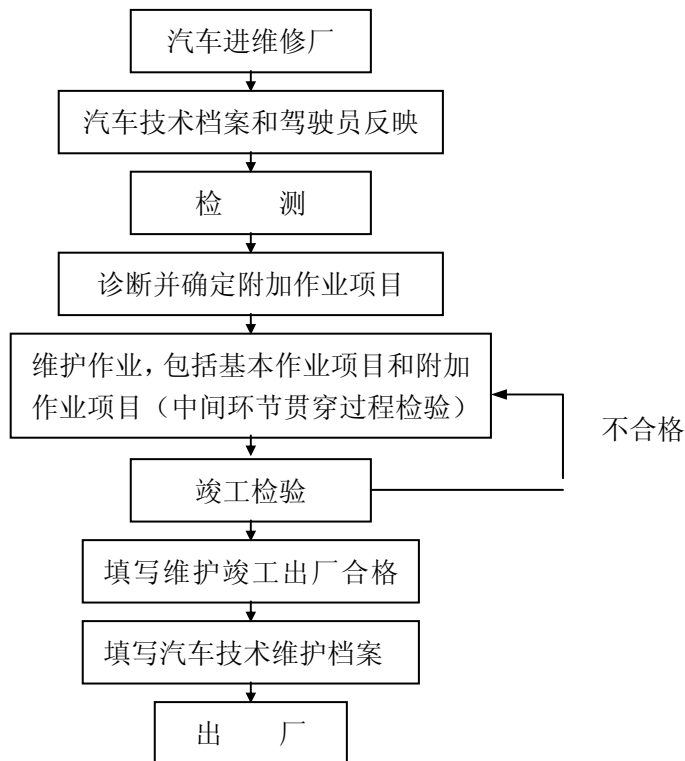 汽车进维修厂
汽车技术档案和驾驶员反映
检　　测
诊断并确定附加作业项目
维护作业，包括基本作业项目和附加
作业项目（中间环节贯穿过程检验）
不合格
竣工检验
填写维护竣工出厂合格
填写汽车技术维护档案
出　　厂